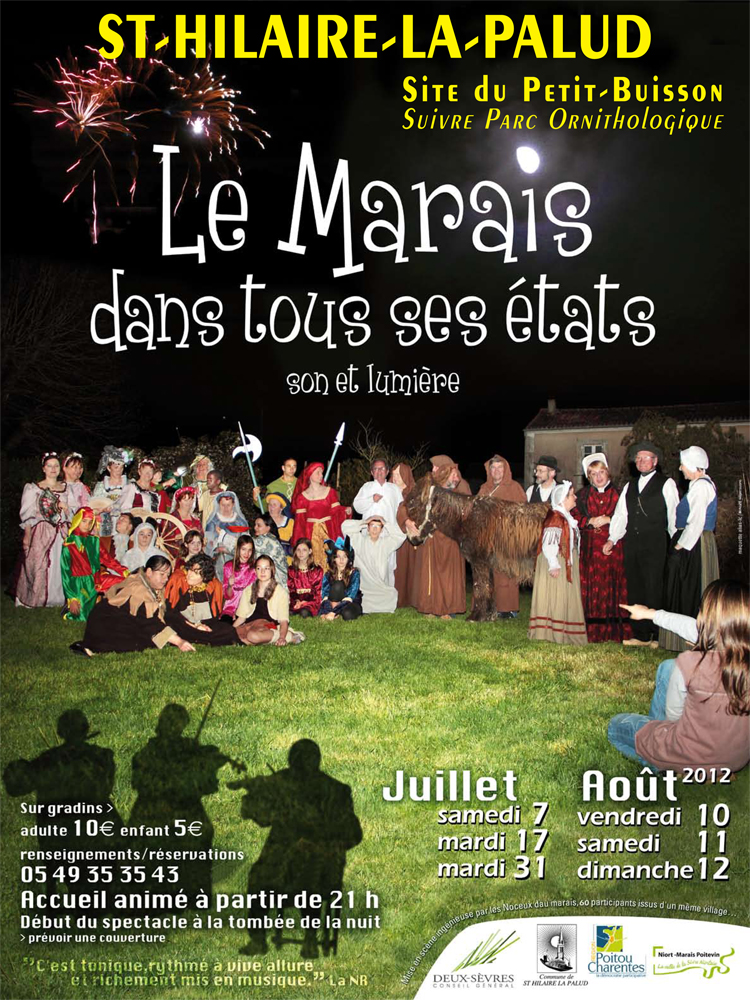 ST-HILAIRE-LA-PALUD
Site du Petit-Buisson
Suivre Parc Ornithologique
Le Marais
dans tous ses états
son et lumière
Juillet
samedi 7
mardi 17
mardi 31
Août 2012
vendredi 10
samedi 11
dimanche 12
Sur gradins >
adulte 10€ enfant 5€
renseignements/réservations
05 49 35 35 43
Accueil animé à partir de 21 h
Début du spectacle à la tombée de la nuit
> prévoir une couverture
"C'est tonique, rythmé à vive allure
et richement mis en musique." La NR
Mise en scène ingénieuse par les Noceux dau marais, 60 participants issus d'un même village...
DEUX-SÈVRES
CONSEIL GÉNÉRAL
Commune de
ST HILAIRE LA PALUD
Poitou
Charentes
la démocratie participative
Niort-Marais Poitevin